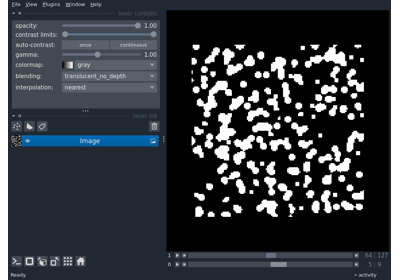 File View Plugins Window Help
layer controls
opacity: 1.00
contrast limits:
auto-contrast: once continuous
gamma: 1.00
colormap: gray
blending: translucent_no_depth
interpolation: nearest
layer list
Image
1 64 127
0 5 9
Ready activity